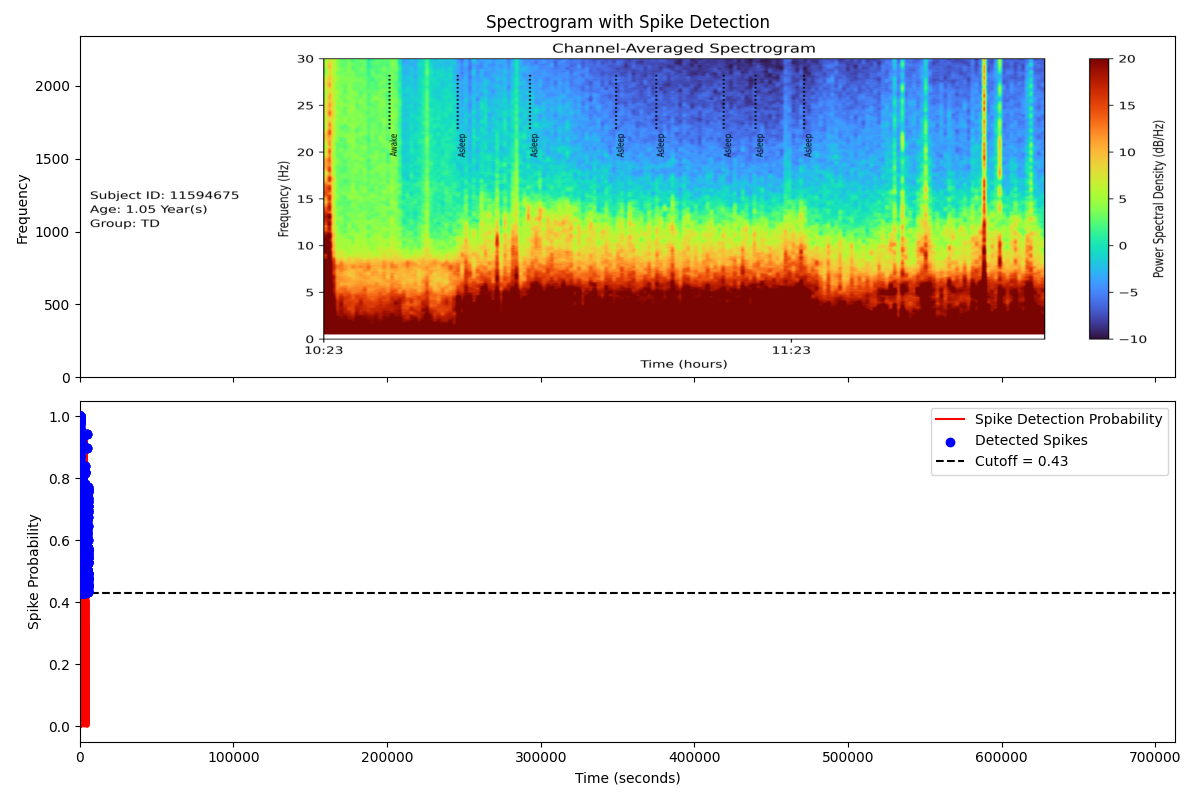 Spectrogram with Spike Detection
Channel-Averaged Spectrogram
Frequency
2000
1500
1000
500
0
Subject ID: 11594675
Age: 1.05 Year(s)
Group: TD
Frequency (Hz)
30
25
20
15
10
5
0
Awake
Asleep
Asleep
Asleep
Asleep
Asleep
Asleep
Asleep
10:23
11:23
Time (hours)
20
15
10
5
0
−5
−10
Power Spectral Density (dB/Hz)
Spike Probability
1.0
0.8
0.6
0.4
0.2
0.0
Spike Detection Probability
Detected Spikes
Cutoff = 0.43
0
100000
200000
300000
400000
500000
600000
700000
Time (seconds)